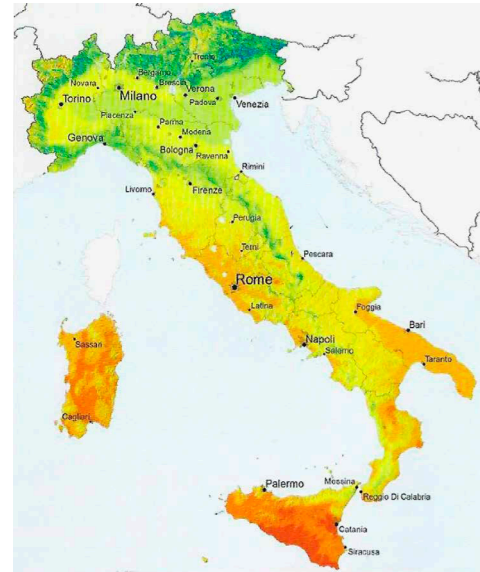 Trento
Bergamo
Brescia
Novara
Milano
Verona
Torino
Padova
Venezia
Piacenza
Parma
Genova
Modena
Bologna
Ravenna
Rimini
Livorno
Firenze
Perugia
Terni
Pescara
Rome
Latina
Foggia
Bari
Napoli
Salerno
Taranto
Sassari
Cagliari
Messina
Palermo
Reggio Di Calabria
Catania
Siracusa